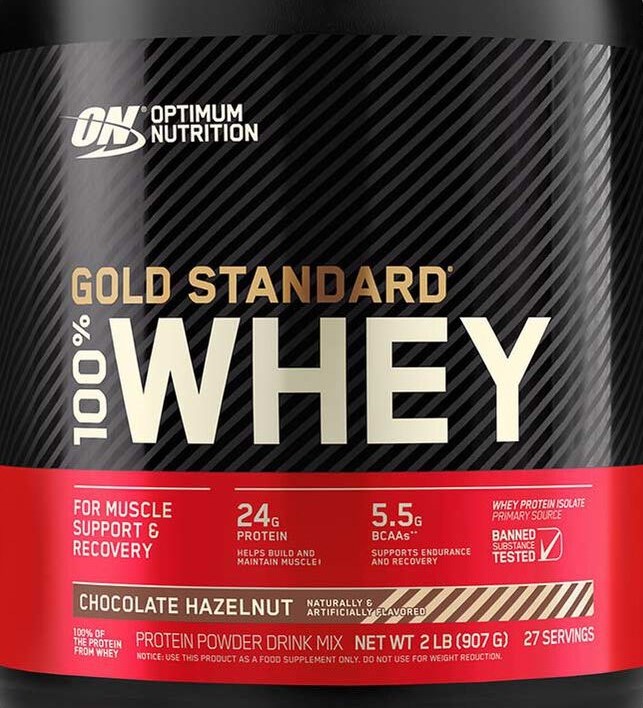 ON® OPTIMUM
NUTRITION
GOLD STANDARD®
100% WHEY
FOR MUSCLE
SUPPORT &
RECOVERY
24G
PROTEIN
HELPS BUILD AND
MAINTAIN MUSCLE‡
5.5G
BCAAs**
SUPPORTS ENDURANCE
AND RECOVERY
WHEY PROTEIN ISOLATE
PRIMARY SOURCE
BANNED
SUBSTANCE
TESTED
CHOCOLATE HAZELNUT
NATURALLY &
ARTIFICIALLY FLAVORED
100% OF
THE PROTEIN
FROM WHEY
PROTEIN POWDER DRINK MIX NET WT 2 LB (907 G) 27 SERVINGS
NOTICE: USE THIS PRODUCT AS A FOOD SUPPLEMENT ONLY. DO NOT USE FOR WEIGHT REDUCTION.